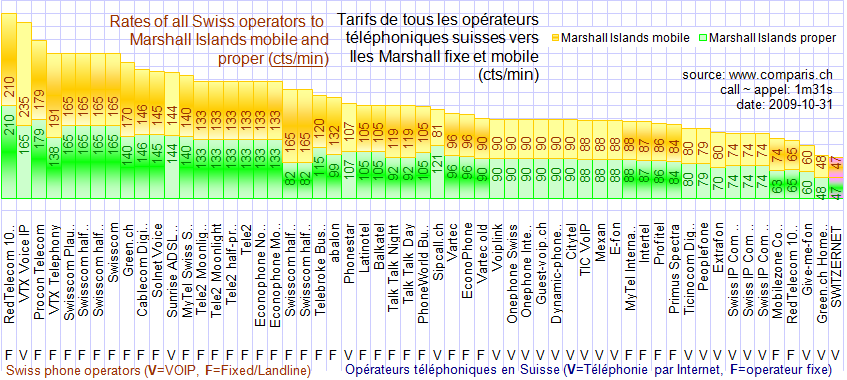 Rates of all Swiss operators to
Marshall Islands mobile and
proper (cts/min)
Tarifs de tous les opérateurs
téléphoniques suisses vers
Iles Marshall fixe et mobile
(cts/min)
Marshall Islands mobile
Marshall Islands proper
source: www.comparis.ch
call ~ appel: 1m31s
date: 2009-10-31
210 235 179 191 165 165 165 165 170 146 145 144 140 133 133 133 133 133 133 165 165 120 132 107 105 105 119 119 105 81 96 96 90 90 90 90 90 90 90 88 88 88 88 87 86 84 80 79 80 74 74 74 74 65 60 48 47
210 165 179 138 165 165 165 165 140 146 145 144 140 133 133 133 133 133 133 82 82 115 99 107 105 105 92 92 105 121 96 96 90 90 90 90 90 90 90 88 88 88 88 87 86 84 80 79 70 74 74 74 63 65 60 48 47
RedTelecom 10..
VTX Voice IP
Procon Telecom
VTX Telephony
Swisscom Plau..
Swisscom half..
Swisscom half..
Swisscom
Green.ch
Cablecom Digi..
Solnet Voice
Sunrise ADSL ..
MyTel Swiss S..
Tele2 Moonlig..
Tele2 Moonlight
Tele2 half-pr..
Tele2
Econophone No..
Econophone Mo..
Swisscom half..
Swisscom half..
Telebroke Bus..
abalon
Phonestar
Latinotel
Balkatel
Talk Talk Night
Talk Talk Day
PhoneWorld Bu..
Sipcall.ch
Vartec
EconoPhone
Vartec old
Voiplink
Onephone Swiss
Onephone Inte..
Guest-voip.ch
Dynamic-phone..
Citytel
TIC VoIP
Mexan
E-fon
MyTel Interna..
Intertel
Profitel
Primus Spectra
Ticinocom Dig..
Peoplefone
Extrafon
Swiss IP Com..
Swiss IP Com..
Swiss IP Com..
Mobilezone Co..
RedTelecom 10..
Give-me-fon
Green.ch Home..
SWITZERNET
Swiss phone operators (V=VOIP, F=Fixed/Landline)
Opérateurs téléphoniques en Suisse (V=Téléphonie par Internet, F=operateur fixe)